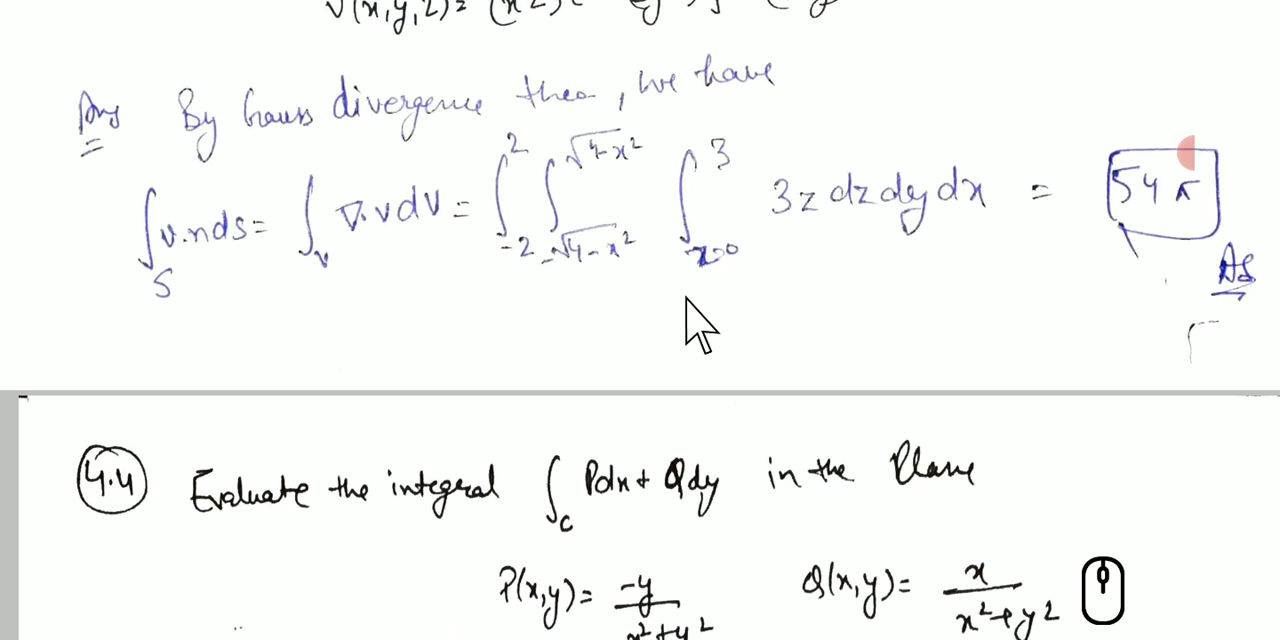 V(x,y,z)= (xz)
Ans By Gauss divergence theo, we have
∫_S v.nds = ∫_v ∇.v dV = ∫_{-2}^{2} ∫_{-√4-x²}^{√4-x²} ∫_{z=0}^{3} 3z dz dy dx = 54π
As
4.4 Evaluate the integral ∫_C Pdx + Qdy in the Plane
P(x,y) = -y/(x²+y²) Q(x,y) = x/(x²+y²)